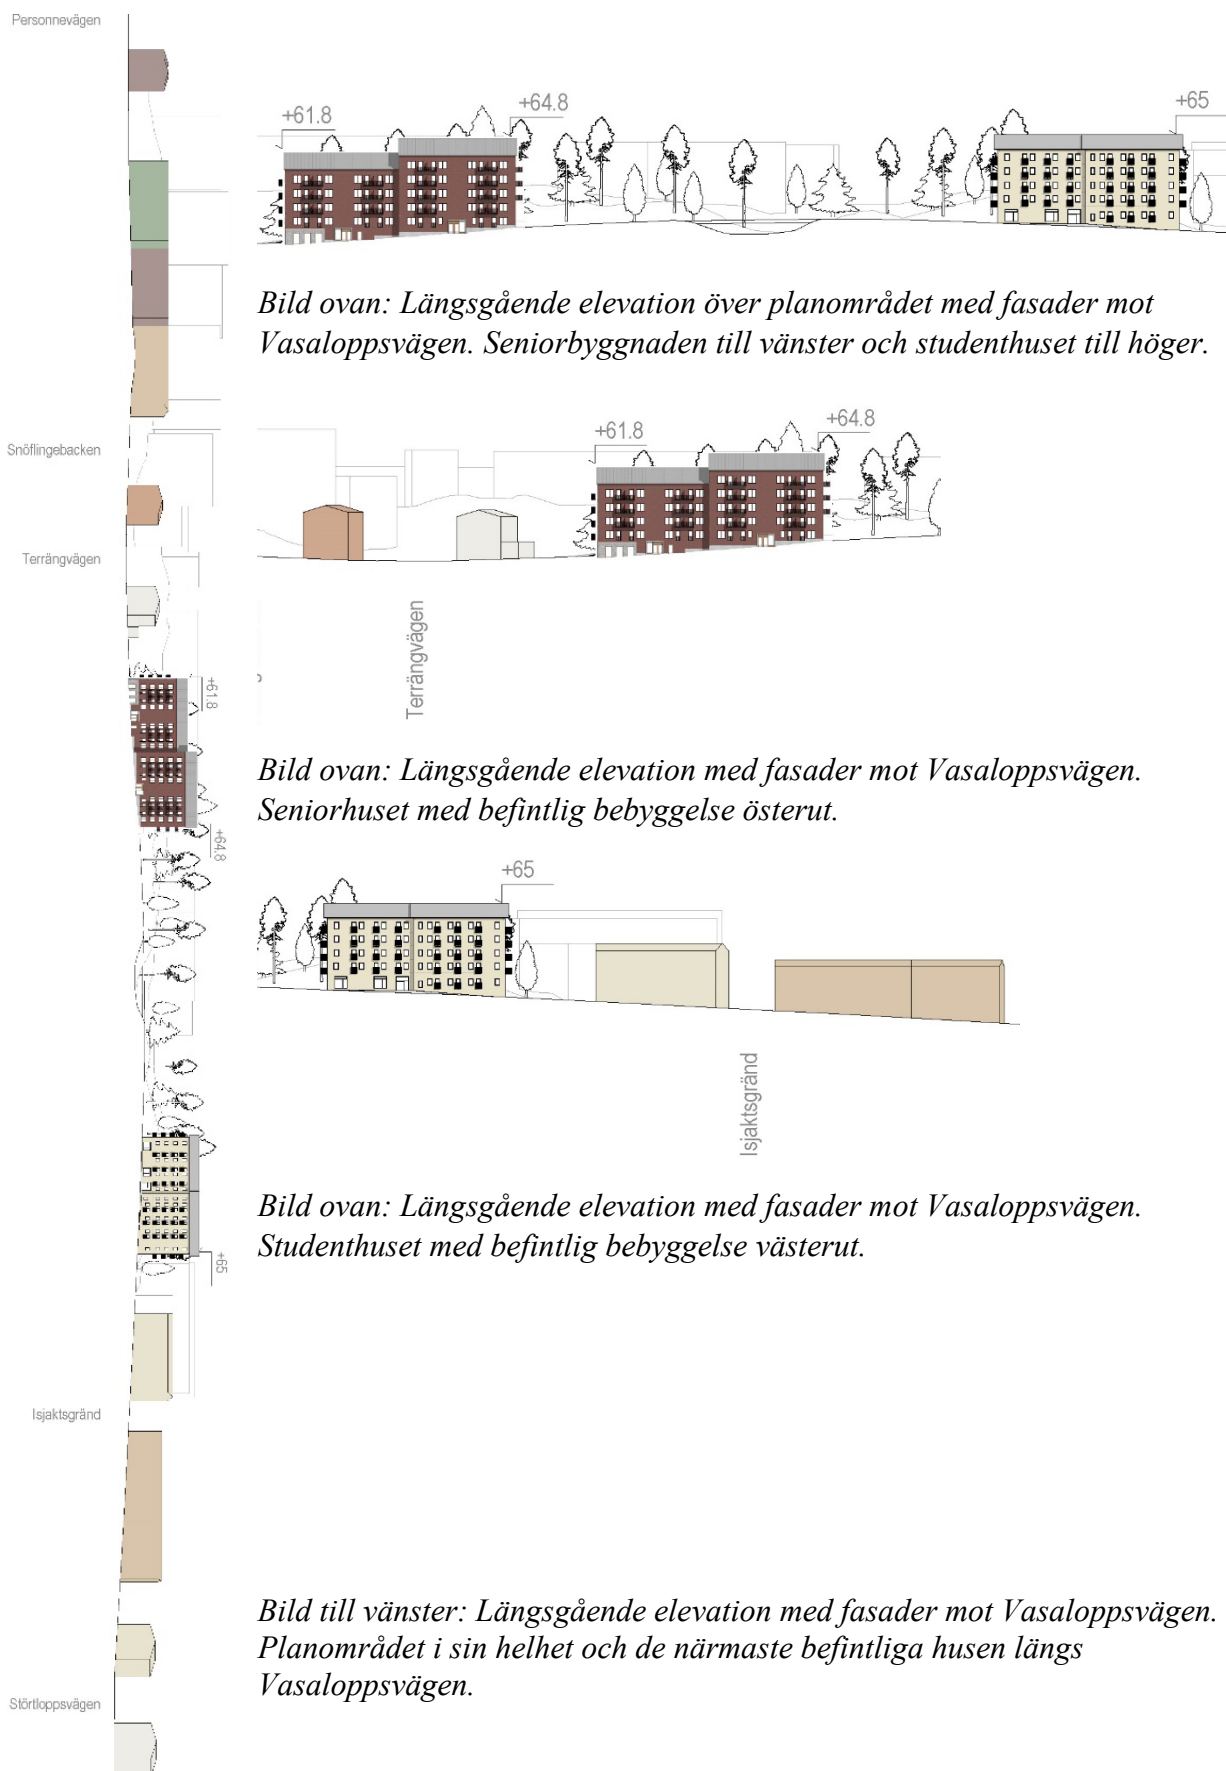 Personnevägen
+61.8
+64.8
+65
Bild ovan: Längsgående elevation över planområdet med fasader mot
Vasaloppsvägen. Seniorbyggnaden till vänster och studenthuset till höger.
Snöflingebacken
+61.8
+64.8
Terrängvägen
Terrängvägen
+61.8
Bild ovan: Längsgående elevation med fasader mot Vasaloppsvägen.
Seniorhuset med befintlig bebyggelse österut.
+64.8
+65
Isjaktsgränd
Bild ovan: Längsgående elevation med fasader mot Vasaloppsvägen.
Studenthuset med befintlig bebyggelse västerut.
+65
Isjaktsgränd
Bild till vänster: Längsgående elevation med fasader mot Vasaloppsvägen.
Planområdet i sin helhet och de närmaste befintliga husen längs
Vasaloppsvägen.
Störtloppsvägen